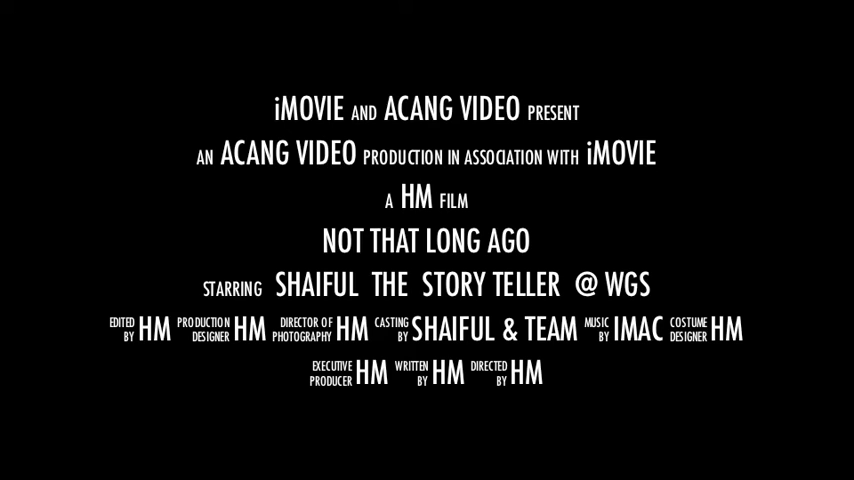 iMOVIE AND ACANG VIDEO PRESENT
AN ACANG VIDEO PRODUCTION IN ASSOCIATION WITH iMOVIE
A HM FILM
NOT THAT LONG AGO
STARRING SHAIFUL THE STORY TELLER @ WGS
EDITED BY HM PRODUCTION DESIGNER HM DIRECTOR OF PHOTOGRAPHY HM CASTING BY SHAIFUL & TEAM MUSIC BY IMAC COSTUME DESIGNER HM
EXECUTIVE PRODUCER HM WRITTEN BY HM DIRECTED BY HM